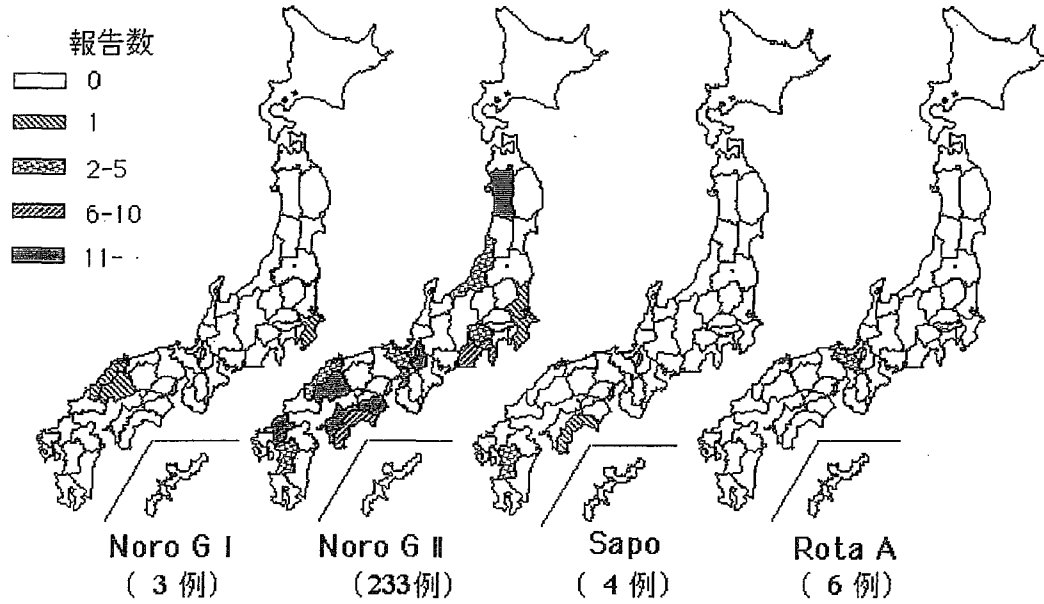 報告数
0
1
2-5
6-10
11-
Noro G I
Noro G II
Sapo
Rota A
( 3 例)
(233例)
( 4 例)
( 6 例)